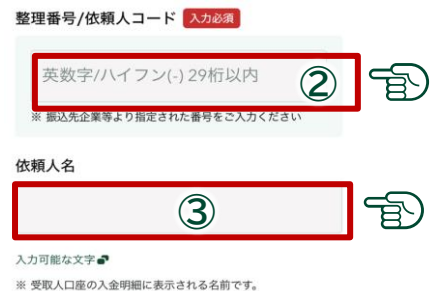 整理番号/依頼人コード 入力必須
英数字/ハイフン(-) 29桁以内 ②
※ 振込先企業等より指定された番号をご入力ください
依頼人名
③
入力可能な文字
※ 受取人口座の入金明細に表示される名前です。